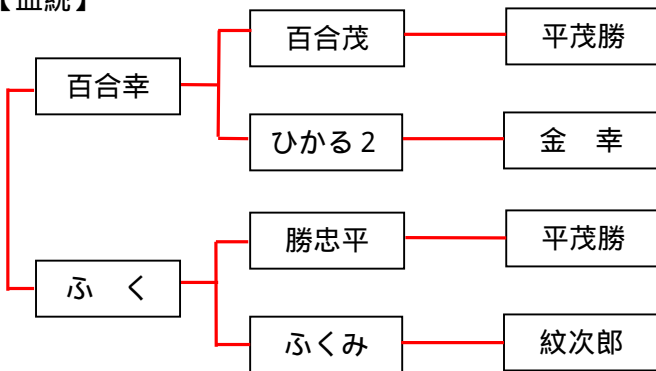 【血統】
百合茂
平茂勝
百合幸
ひかる２
金　幸
勝忠平
平茂勝
ふ　く
ふくみ
紋次郎